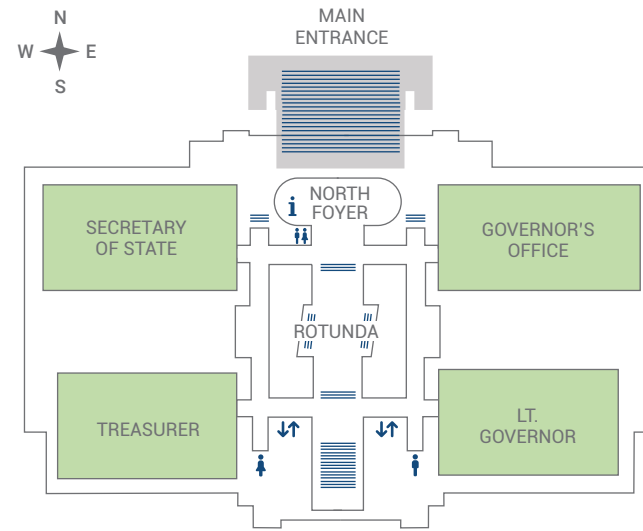 N
W E
S
MAIN
ENTRANCE
i
NORTH
FOYER
SECRETARY
OF STATE
GOVERNOR'S
OFFICE
ROTUNDA
TREASURER
LT.
GOVERNOR